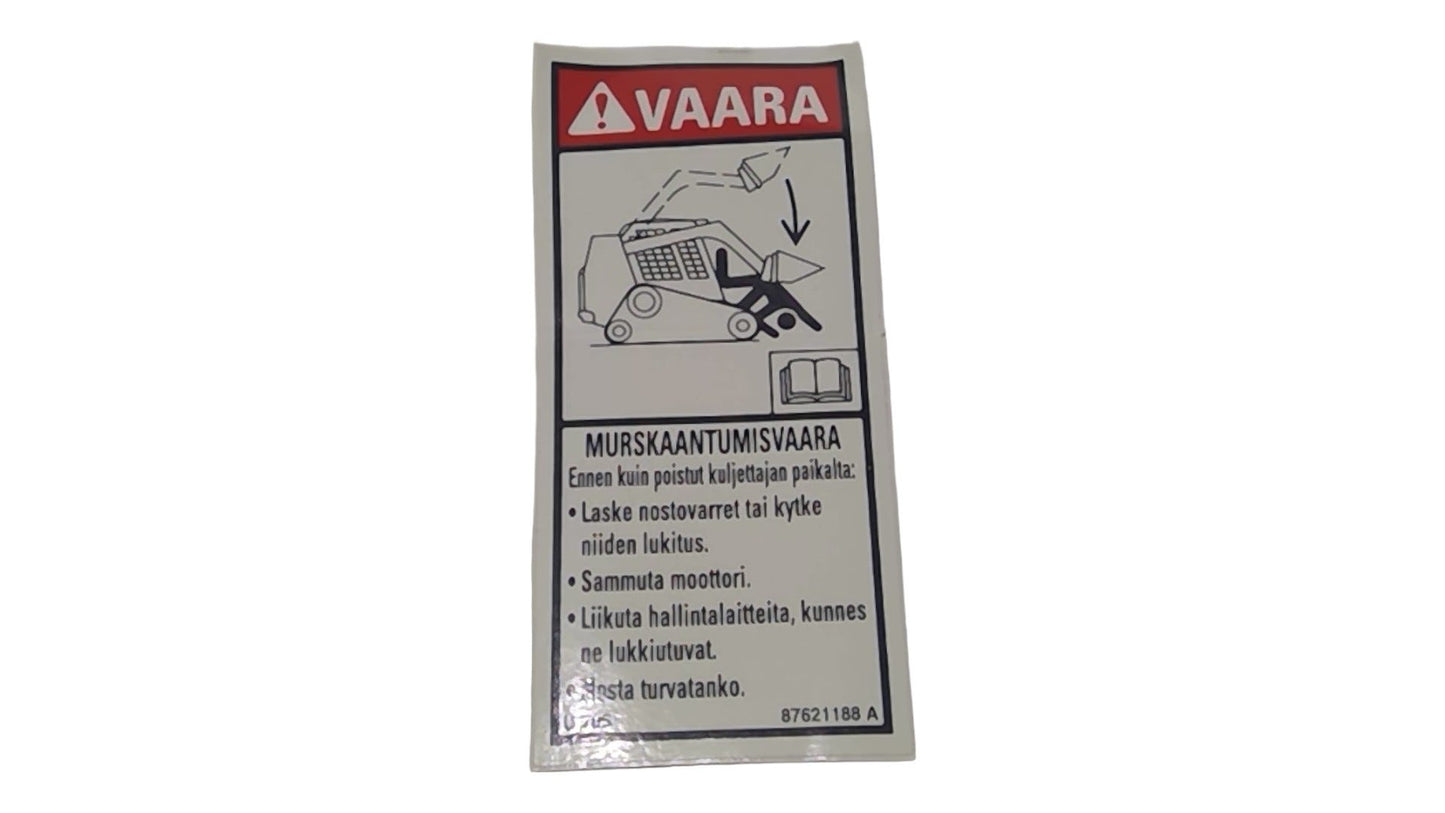 VAARA
MURSKAANTUMISVAARA
Ennen kuin poistut kuljettajan paikalta:
• Laske nostovarret tai kytke
niiden lukitus.
• Sammuta moottori.
• Liikuta hallintalaitteita, kunnes
ne lukkiutuvat.
• Nosta turvatanko.
87621188 A